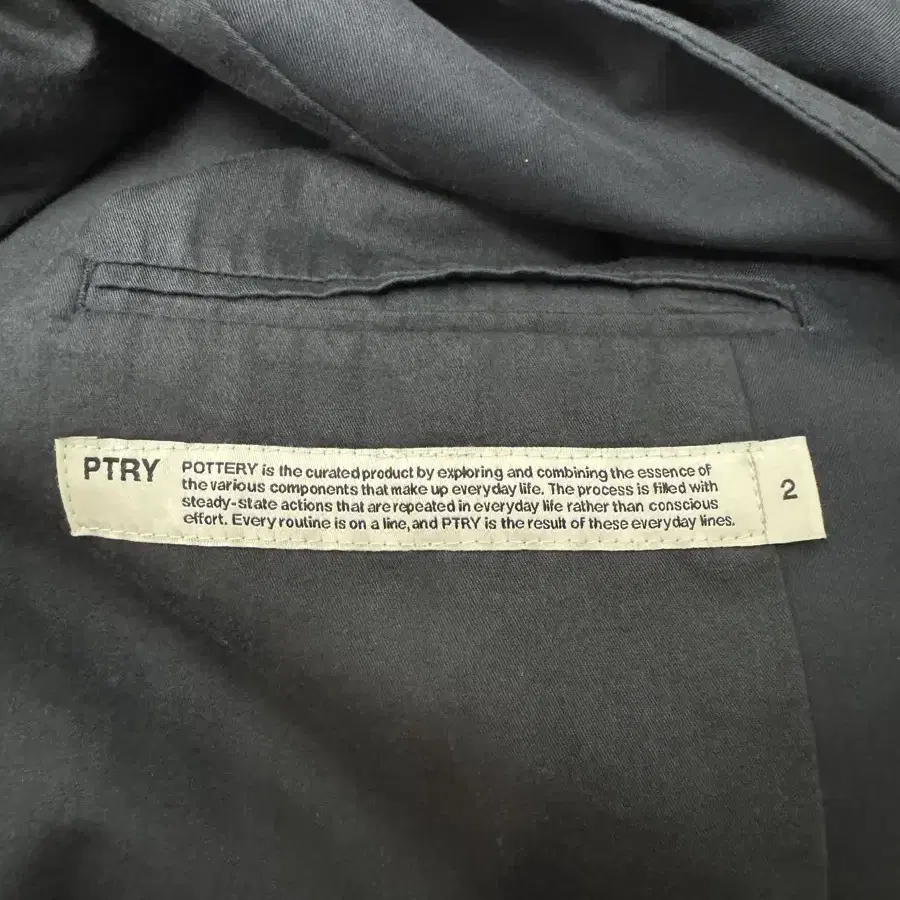 PTRY
POTTERY is the curated product by exploring and combining the essence of
the various components that make up everyday life. The process is filled with
steady-state actions that are repeated in everyday life rather than conscious
effort. Every routine is on a line, and PTRY is the result of these everyday lines.
2